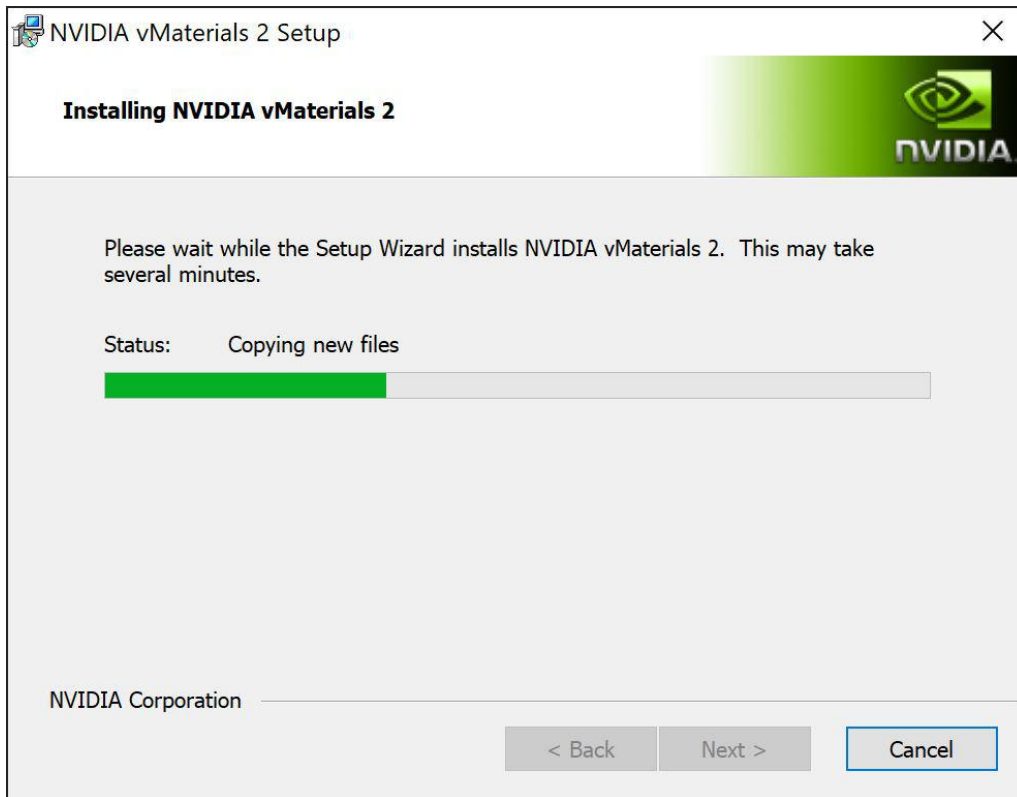 NVIDIA vMaterials 2 Setup
Installing NVIDIA vMaterials 2
NVIDIA.
Please wait while the Setup Wizard installs NVIDIA vMaterials 2. This may take
several minutes.
Status: Copying new files
NVIDIA Corporation
< Back Next > Cancel